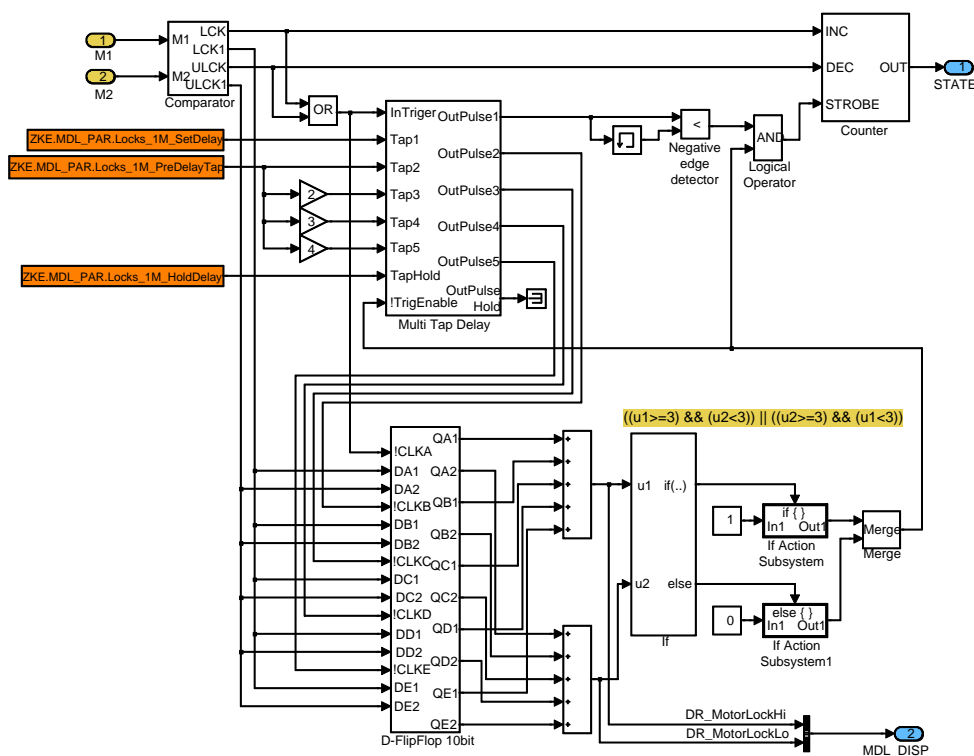 1
M1
2
M2
M1
M2
LCK
LCK1
ULCK
ULCK1
Comparator
OR
ZKE.MDL_PAR.Locks_1M_SetDelay
ZKE.MDL_PAR.Locks_1M_PreDelayTap
2
3
4
ZKE.MDL_PAR.Locks_1M_HoldDelay
InTriger
Tap1
Tap2
Tap3
Tap4
Tap5
TapHold
!TrigEnable
OutPulse1
OutPulse2
OutPulse3
OutPulse4
OutPulse5
OutPulse
Hold
Multi Tap Delay
<
Negative
edge
detector
AND
Logical
Operator
INC
DEC
STROBE
OUT
Counter
1
STATE
!CLKA
DA1
DA2
!CLKB
DB1
DB2
!CLKC
DC1
DC2
!CLKD
DD1
DD2
!CLKE
DE1
DE2
QA1
QA2
QB1
QB2
QC1
QC2
QD1
QD2
QE1
QE2
D-FlipFlop 10bit
+
+
+
+
+
+
+
+
+
+
((u1>=3) && (u2<3)) || ((u2>=3) && (u1<3))
u1
u2
if(..)
else
If
1
if { }
In1
Out1
If Action
Subsystem
0
else { }
In1
Out1
If Action
Subsystem1
Merge
Merge
DR_MotorLockHi
DR_MotorLockLo
2
MDL_DISP